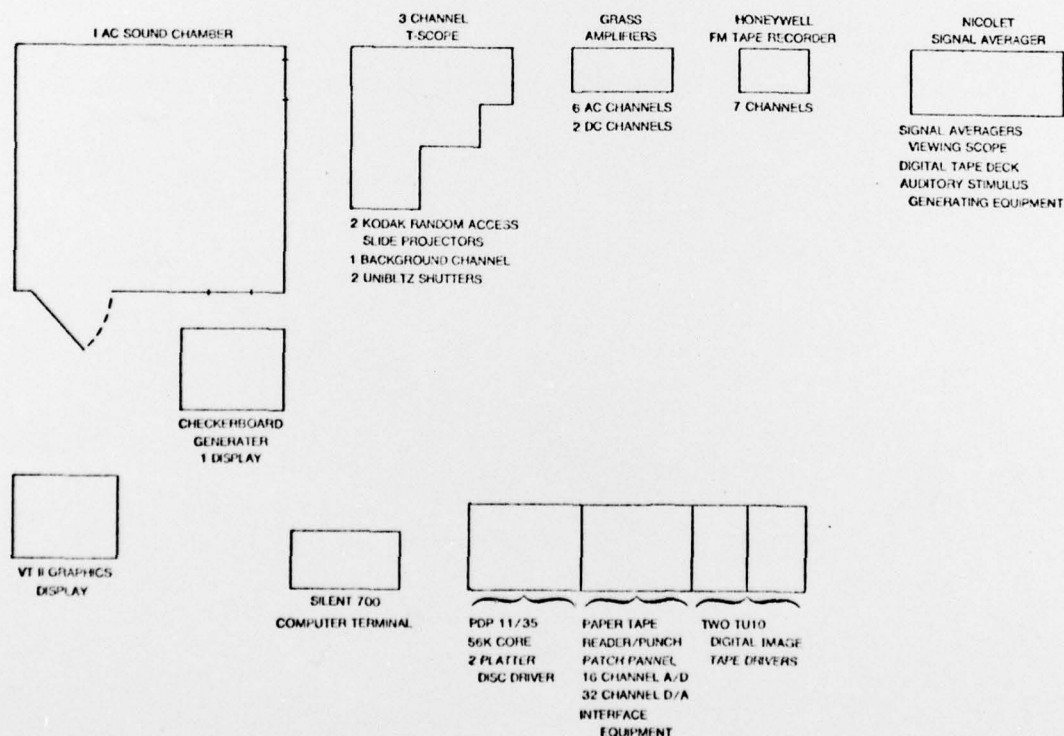 I AC SOUND CHAMBER
3 CHANNEL
T-SCOPE
GRASS
AMPLIFIERS
HONEYWELL
FM TAPE RECORDER
NICOLET
SIGNAL AVERAGER
6 AC CHANNELS
2 DC CHANNELS
7 CHANNELS
SIGNAL AVERAGERS
VIEWING SCOPE
DIGITAL TAPE DECK
AUDITORY STIMULUS
GENERATING EQUIPMENT
2 KODAK RANDOM ACCESS
SLIDE PROJECTORS
1 BACKGROUND CHANNEL
2 UNIBLTZ SHUTTERS
CHECKERBOARD
GENERATER
1 DISPLAY
VT II GRAPHICS
DISPLAY
SILENT 700
COMPUTER TERMINAL
PDP 11/35
56K CORE
2 PLATTER
DISC DRIVER
PAPER TAPE
READER/PUNCH
PATCH PANNEL
16 CHANNEL A/D
32 CHANNEL D/A
INTERFACE
EQUIPMENT
TWO TU10
DIGITAL IMAGE
TAPE DRIVERS